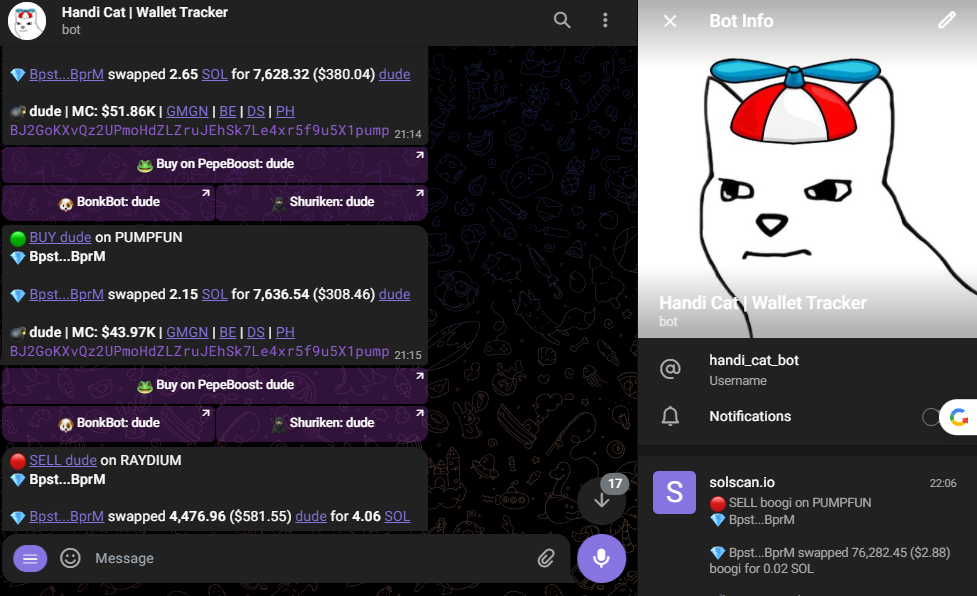 Handi Cat | Wallet Tracker
bot
Bpst...BprM swapped 2.65 SOL for 7,628.32 ($380.04) dude
dude | MC: $51.86K | GMGN | BE | DS | PH
BJ2GoKXvQz2UPmoHdZLZruJEhSk7Le4xr5f9u5X1pump 21:14
Buy on PepeBoost: dude
BonkBot: dude
Shuriken: dude
BUY dude on PUMPFUN
Bpst...BprM
Bpst...BprM swapped 2.15 SOL for 7,636.54 ($308.46) dude
dude | MC: $43.97K | GMGN | BE | DS | PH
BJ2GoKXvQz2UPmoHdZLZruJEhSk7Le4xr5f9u5X1pump 21:15
Buy on PepeBoost: dude
BonkBot: dude
Shuriken: dude
SELL dude on RAYDIUM
Bpst...BprM
Bpst...BprM swapped 4,476.96 ($581.55) dude for 4.06 SOL
17
Message
Bot Info
Handi Cat | Wallet Tracker
bot
handi_cat_bot
Username
Notifications
S
solscan.io 22:06
SELL boogi on PUMPFUN
Bpst...BprM
Bpst...BprM swapped 76,282.45 ($2.88)
boogi for 0.02 SOL